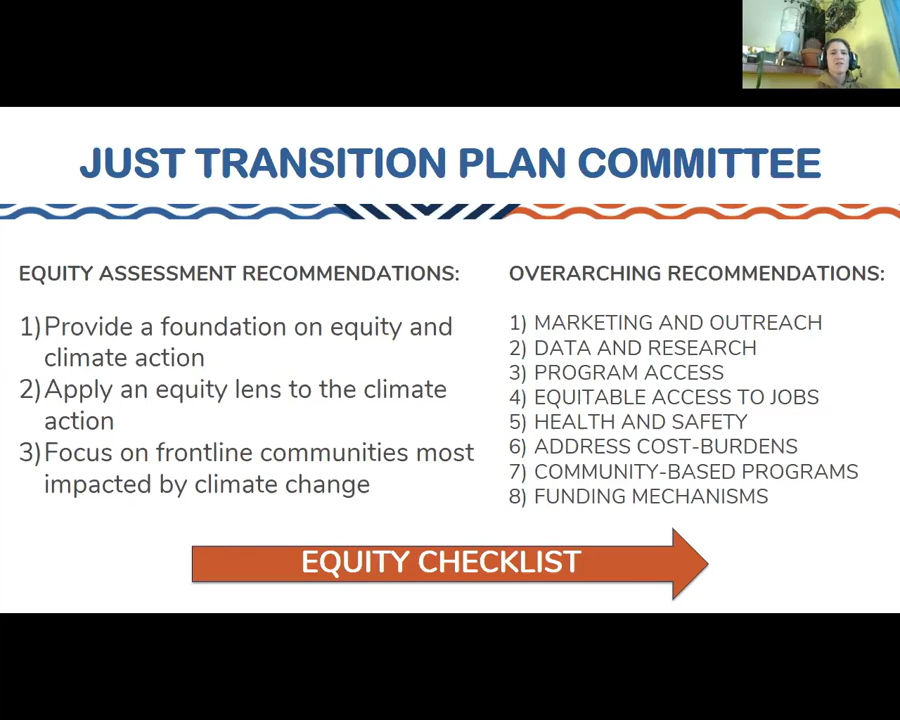 JUST TRANSITION PLAN COMMITTEE
EQUITY ASSESSMENT RECOMMENDATIONS:
1)Provide a foundation on equity and
climate action
2)Apply an equity lens to the climate
action
3)Focus on frontline communities most
impacted by climate change
OVERARCHING RECOMMENDATIONS:
1) MARKETING AND OUTREACH
2) DATA AND RESEARCH
3) PROGRAM ACCESS
4) EQUITABLE ACCESS TO JOBS
5) HEALTH AND SAFETY
6) ADDRESS COST-BURDENS
7) COMMUNITY-BASED PROGRAMS
8) FUNDING MECHANISMS
EQUITY CHECKLIST